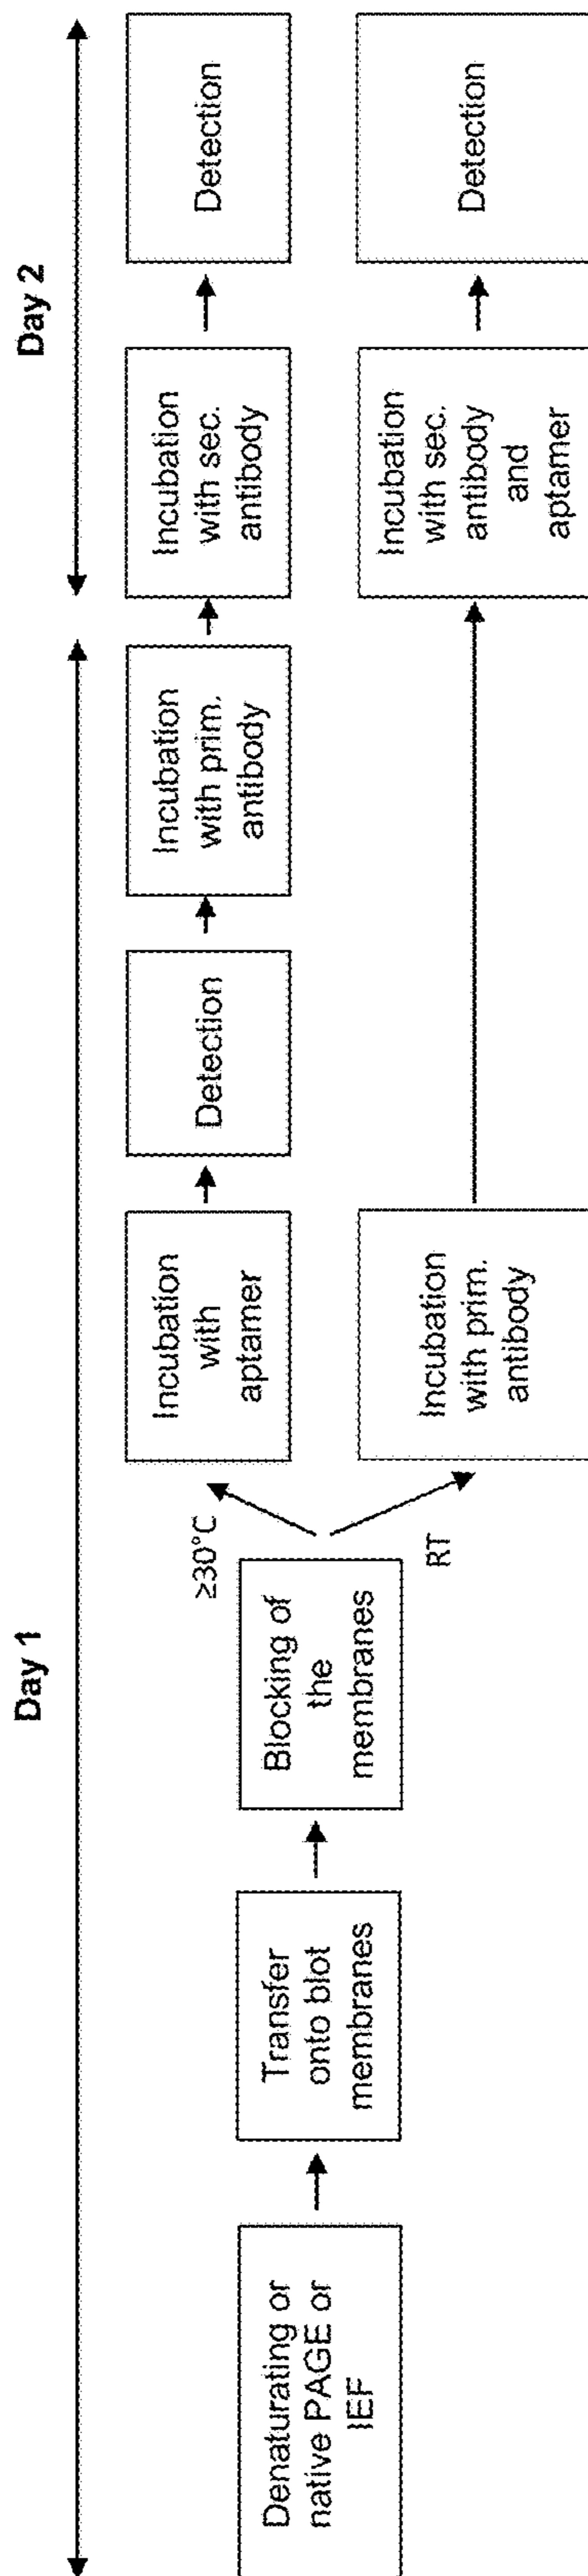 Day 1
Day 2
Denaturating or
native PAGE or
IEF
Transfer
onto blot
membranes
Blocking of
the
membranes
≥30°C
RT
Incubation
with
aptamer
Detection
Incubation
with prim.
antibody
Incubation
with sec.
antibody
Detection
Incubation
with prim.
antibody
Incubation
with sec.
antibody
and
aptamer
Detection